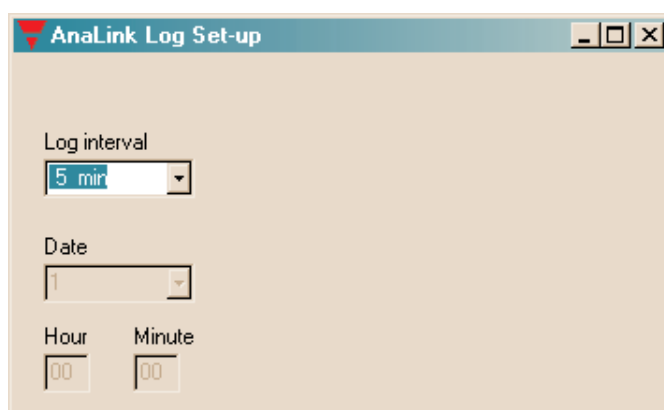 AnaLink Log Set-up
Log interval
5 min
Date
1
Hour Minute
00 00